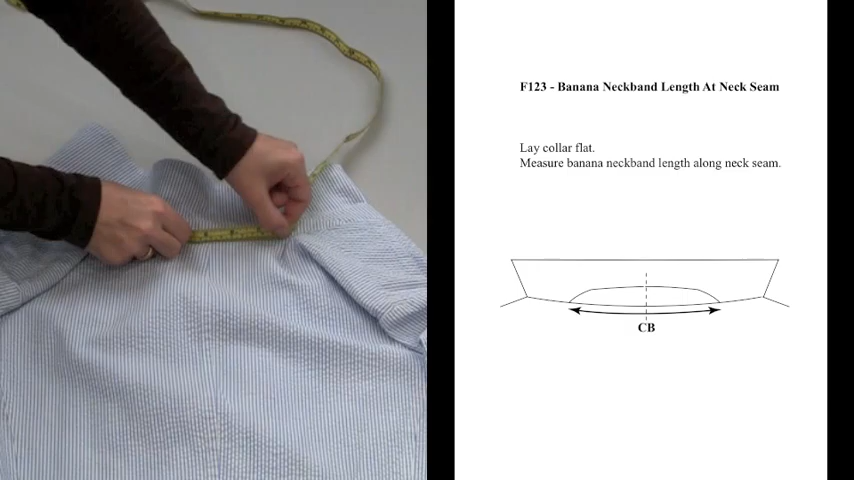 F123 - Banana Neckband Length At Neck Seam
Lay collar flat.
Measure banana neckband length along neck seam.
CB